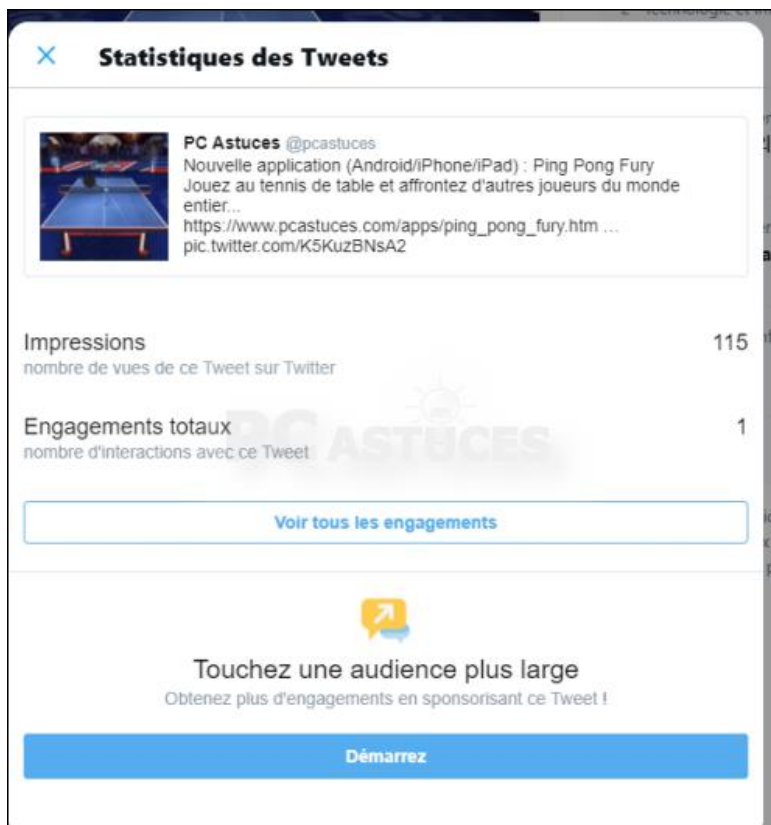 Statistiques des Tweets
PC Astuces @pcastuces
Nouvelle application (Android/iPhone/iPad) : Ping Pong Fury
Jouez au tennis de table et affrontez d'autres joueurs du monde
entier...
https://www.pcastuces.com/apps/ping_pong_fury.htm ...
pic.twitter.com/K5KuzBNsA2
Impressions 115
nombre de vues de ce Tweet sur Twitter
Engagements totaux 1
nombre d'interactions avec ce Tweet
PC ASTUCES
Voir tous les engagements
Touchez une audience plus large
Obtenez plus d'engagements en sponsorisant ce Tweet !
Démarrez